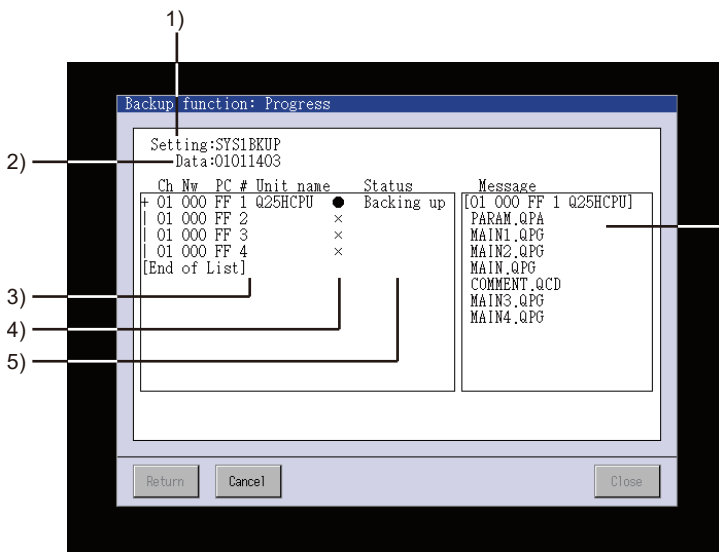 1)
Backup function: Progress
Setting:SYS1BKUP
2)
Data:01011403
Ch Nw PC # Unit name Status Message
+ 01 000 FF 1 Q25HCPU ● Backing up [01 000 FF 1 Q25HCPU]
| 01 000 FF 2 × PARAM.QPA
| 01 000 FF 3 × MAIN1.QPG
| 01 000 FF 4 × MAIN2.QPG
[End of List] MAIN.QPG
COMMENT.QCD
3)
MAIN3.QPG
MAIN4.QPG
4)
5)
Return Cancel Close